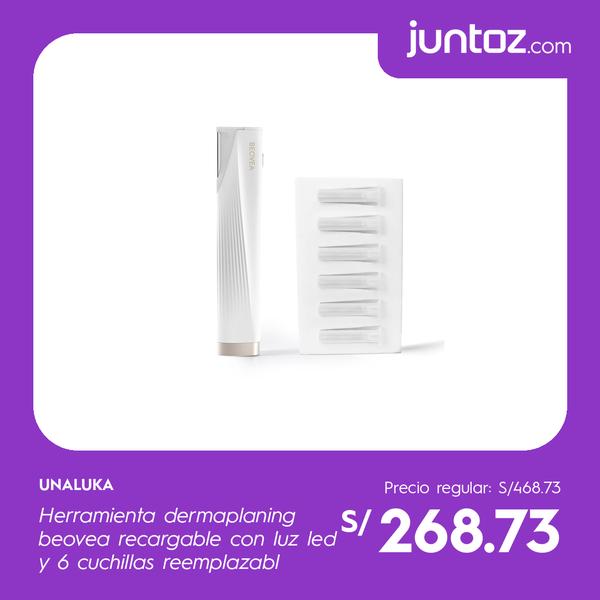 juntoz.com
BEOVEA
UNALUKA
Herramienta dermaplaning
beovea recargable con luz led
y 6 cuchillas reemplazabl
Precio regular: S/468.73
S/ 268.73